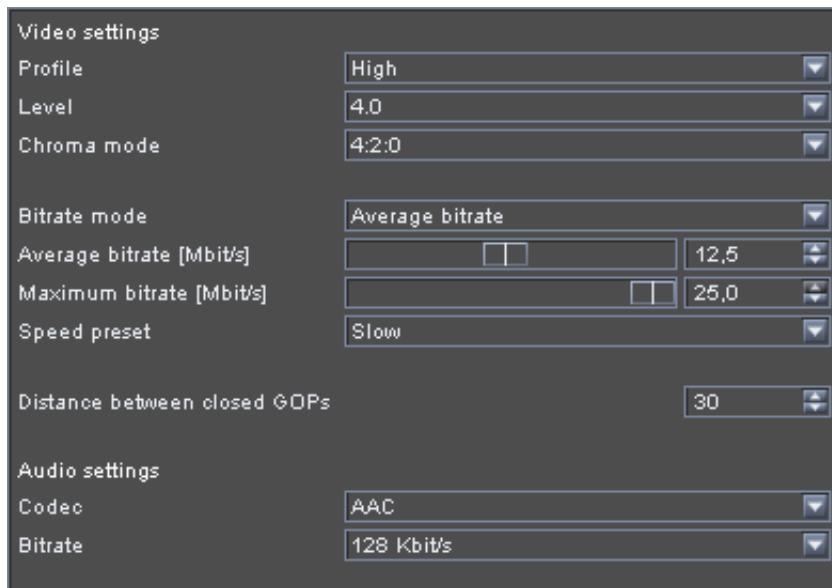 Video settings
Profile High
Level 4.0
Chroma mode 4:2:0
Bitrate mode Average bitrate
Average bitrate [Mbit/s] 12,5
Maximum bitrate [Mbit/s] 25,0
Speed preset Slow
Distance between closed GOPs 30
Audio settings
Codec AAC
Bitrate 128 Kbit/s